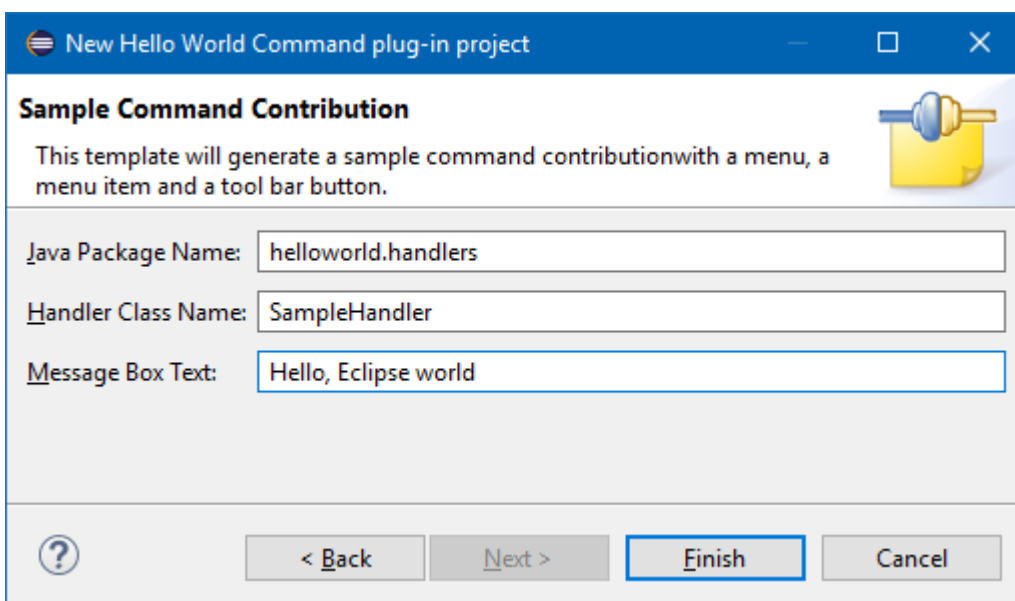 New Hello World Command plug-in project
Sample Command Contribution
This template will generate a sample command contributionwith a menu, a
menu item and a tool bar button.
Java Package Name: helloworld.handlers
Handler Class Name: SampleHandler
Message Box Text: Hello, Eclipse world
? < Back Next > Finish Cancel